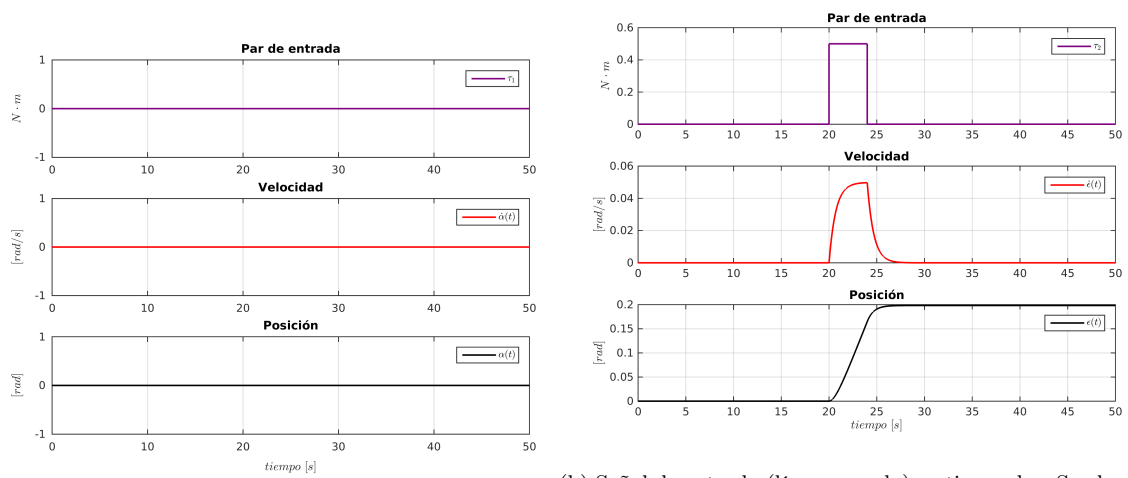 Par de entrada
1
0
-1
N · m
τ₁
0 10 20 30 40 50
Velocidad
1
0
-1
[rad/s]
α̇(t)
0 10 20 30 40 50
Posición
1
0
-1
[rad]
α(t)
0 10 20 30 40 50
tiempo [s]
Par de entrada
0.6
0.4
0.2
0
N · m
τ₂
0 5 10 15 20 25 30 35 40 45 50
Velocidad
0.06
0.04
0.02
0
[rad/s]
ϵ̇(t)
0 5 10 15 20 25 30 35 40 45 50
Posición
0.2
0.15
0.1
0.05
0
[rad]
ϵ(t)
0 5 10 15 20 25 30 35 40 45 50
tiempo [s]